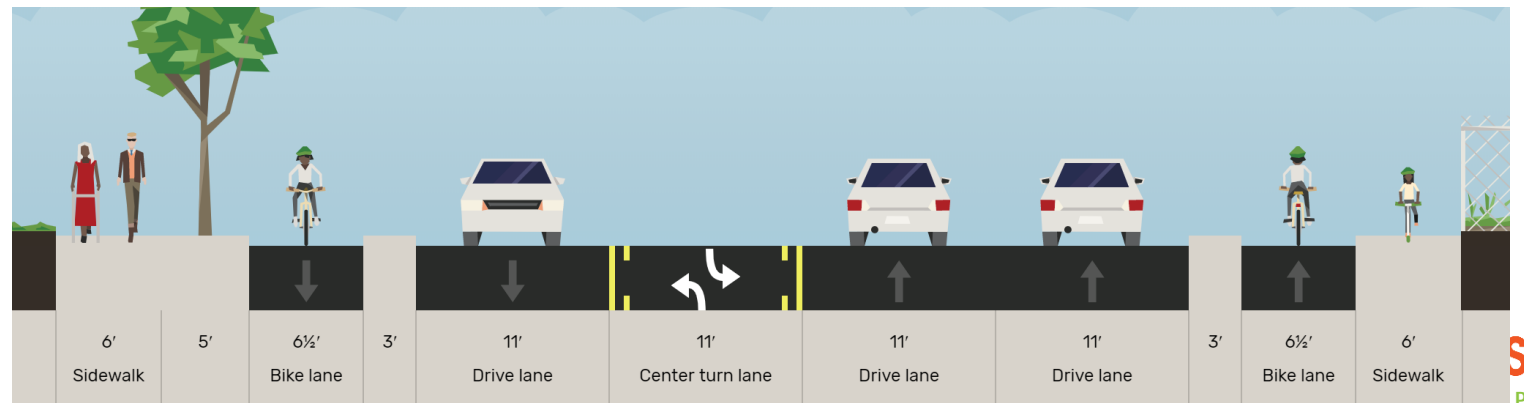 6′ 5′ 6½′ 3′ 11′ 11′ 11′ 11′ 3′ 6½′ 6′
Sidewalk Bike lane Drive lane Center turn lane Drive lane Drive lane Bike lane Sidewalk